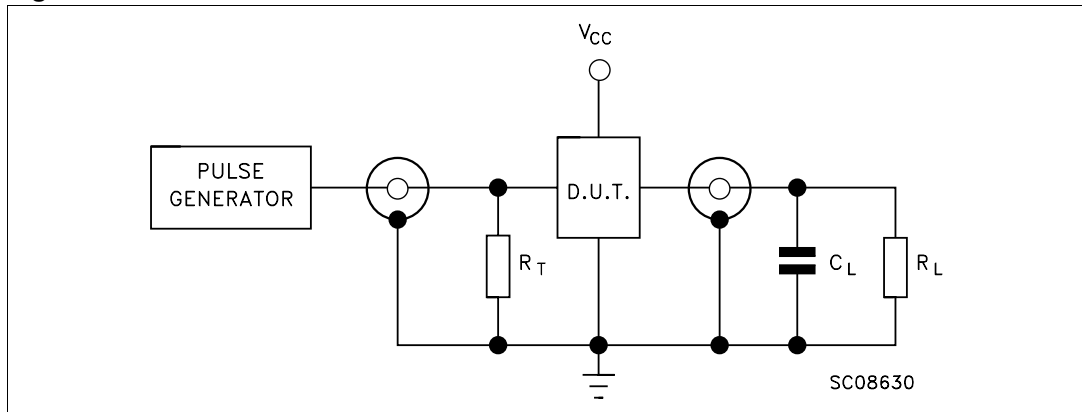 VCC
PULSE
GENERATOR
D.U.T.
RT
CL
RL
SC08630